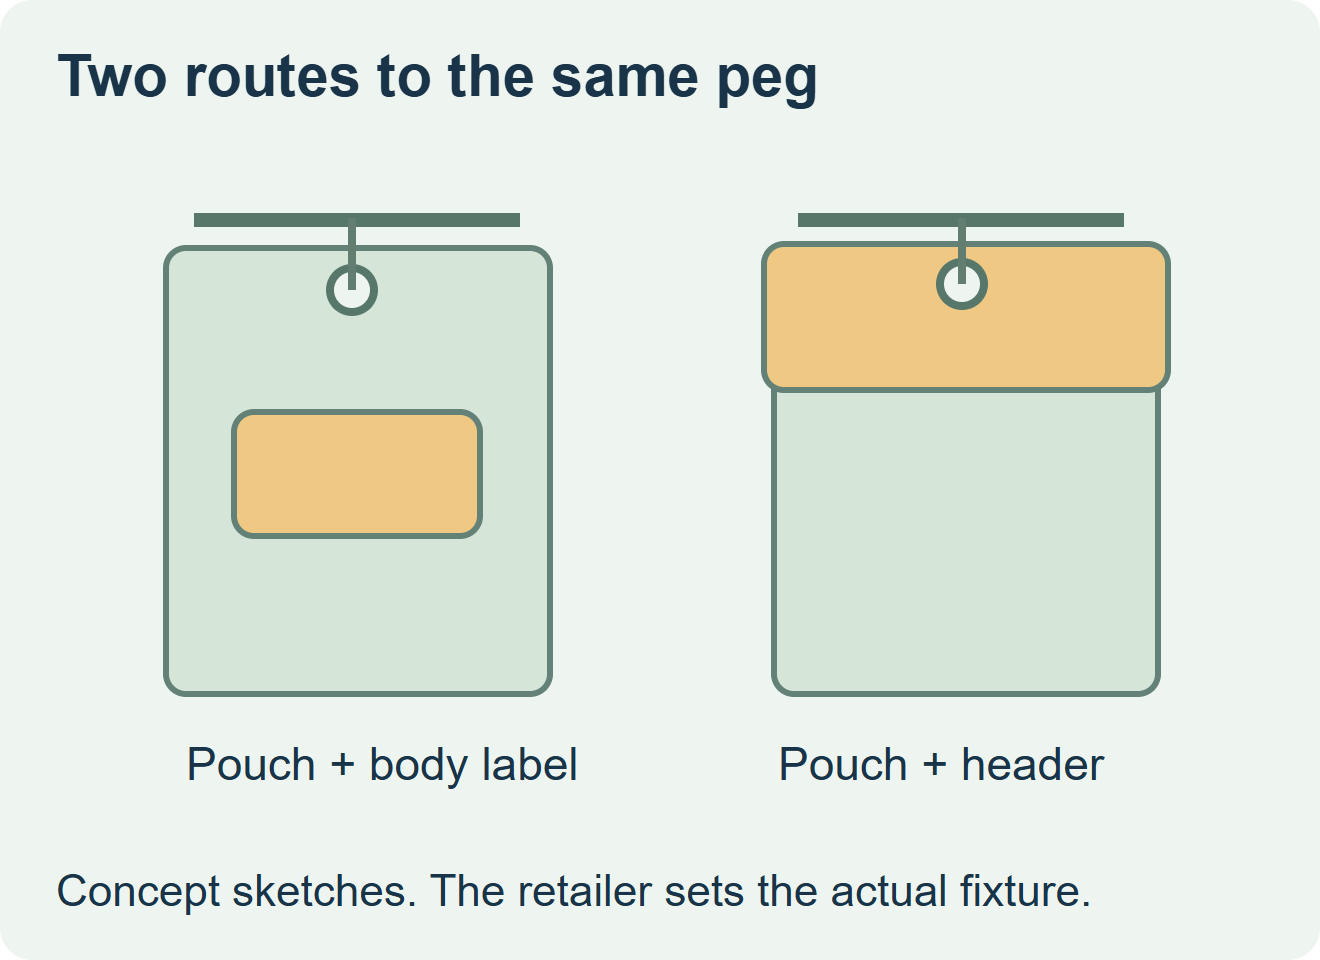 Two routes to the same peg
Pouch + body label
Pouch + header
Concept sketches. The retailer sets the actual fixture.